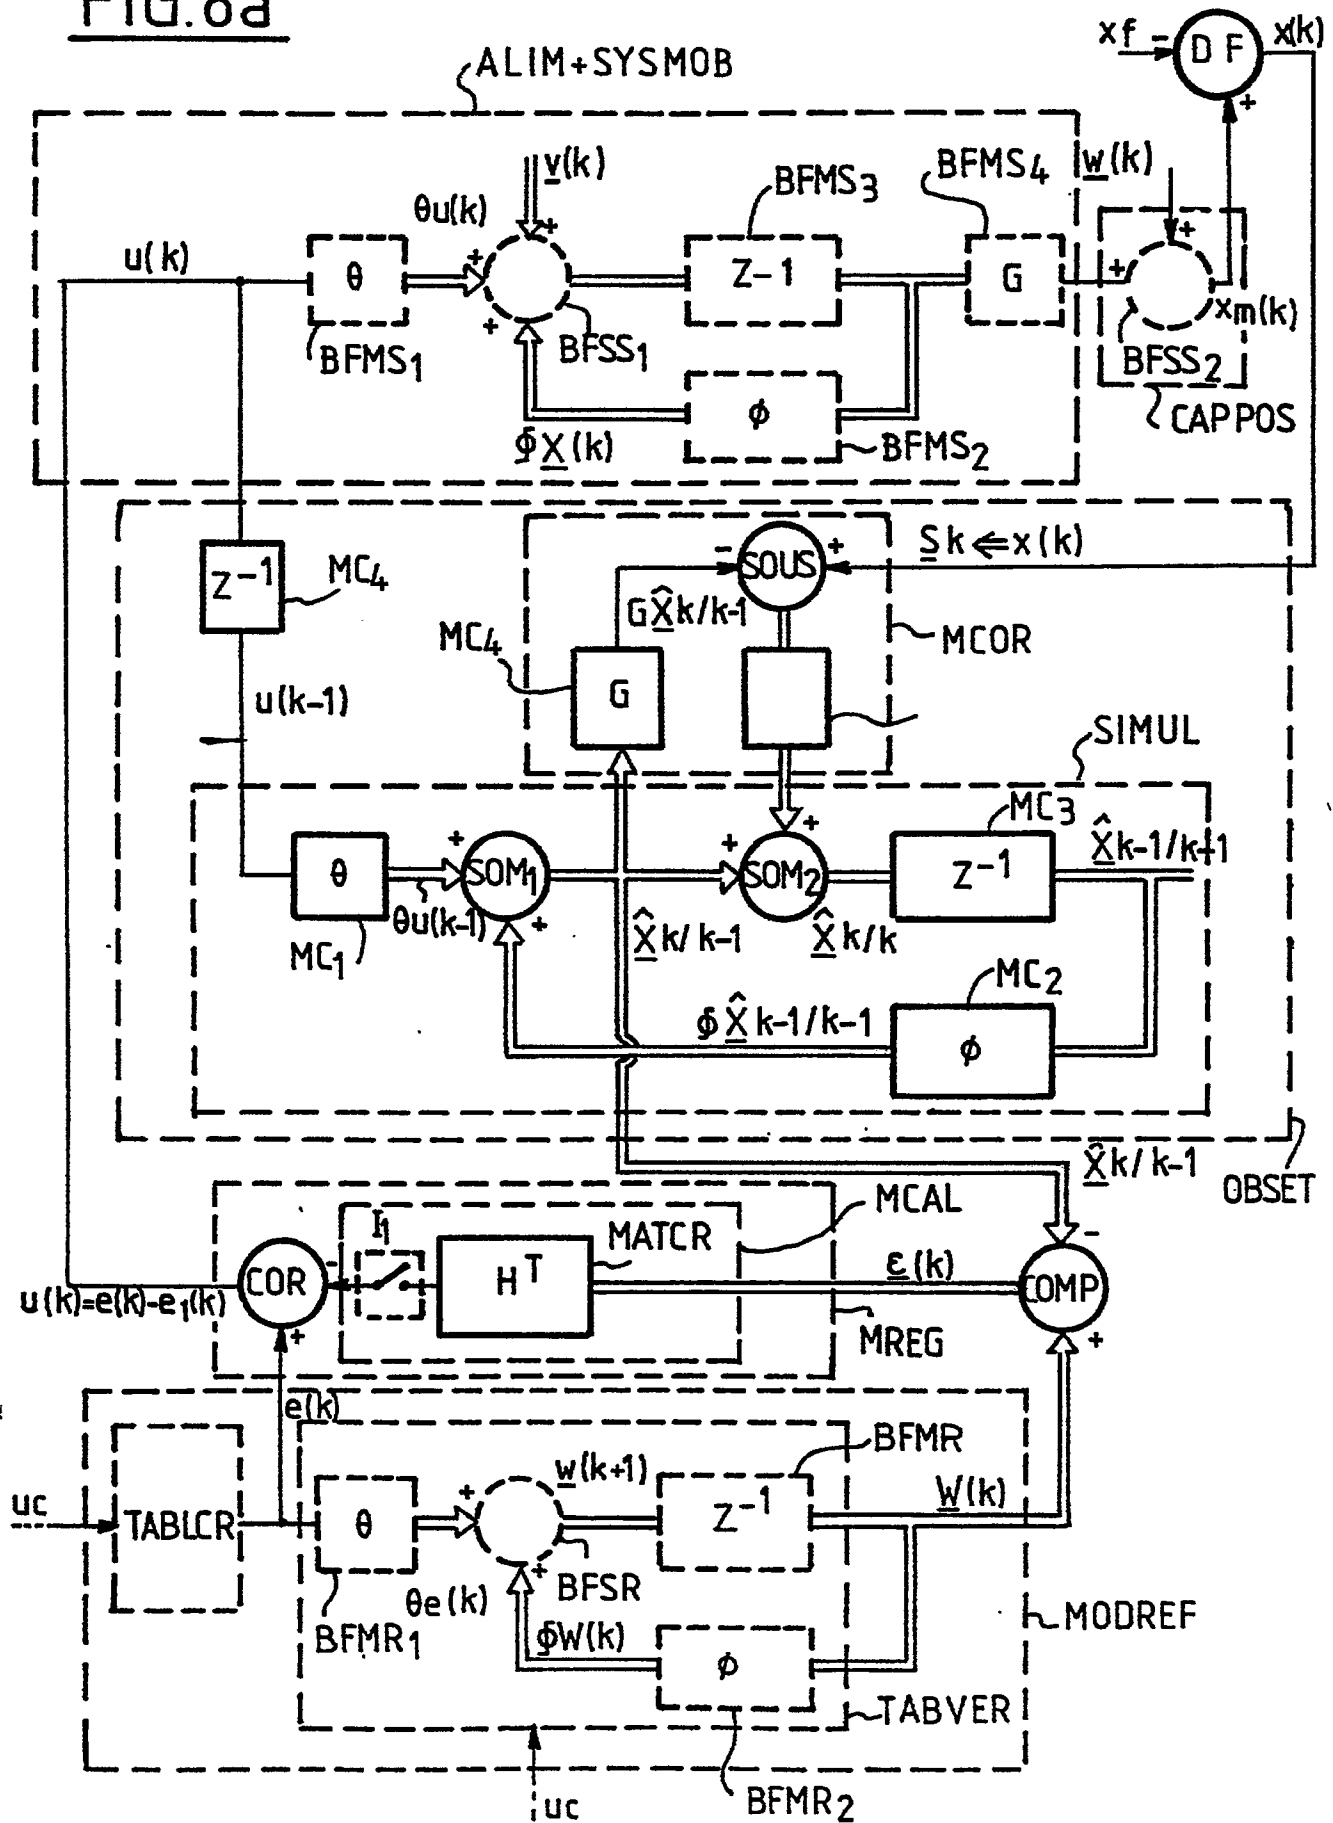 FIG.6a
xf
−
D F
x(k)
+
ALIM+SYSMOB
v(k)
BFMS3
BFMS4
w(k)
θu(k)
+
+
+
u(k)
θ
Z-1
G
+
xm(k)
+
BFMS1
BFSS1
BFSS2
ϕ
CAPPOS
ϕX(k)
BFMS2
Sk⇐x(k)
−
SOUS
+
Z-1
MC4
GX̂k/k-1
MC4
MCOR
G
u(k-1)
SIMUL
MC3
+
+
+
X̂k-1/k-1
θ
SOM1
SOM2
Z-1
θu(k-1)
+
X̂k/k-1
X̂k/k
MC1
MC2
ϕX̂k-1/k-1
ϕ
X̂k/k-1
OBSET
MCAL
I1
MATCR
−
−
COR
HT
ε(k)
COMP
u(k)=e(k)-e1(k)
+
MREG
+
e(k)
BFMR
w(k+1)
W(k)
uc
+
TABLCR
θ
Z-1
+
BFSR
θe(k)
BFMR1
ϕW(k)
MODREF
ϕ
TABVER
BFMR2
uc